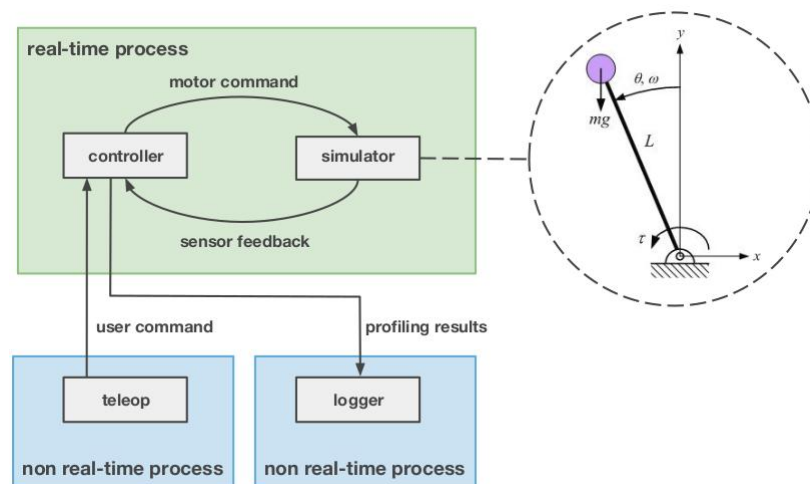 real-time process
motor command
controller
simulator
sensor feedback
y
θ, ω
mg
L
τ
x
user command
profiling results
teleop
logger
non real-time process
non real-time process